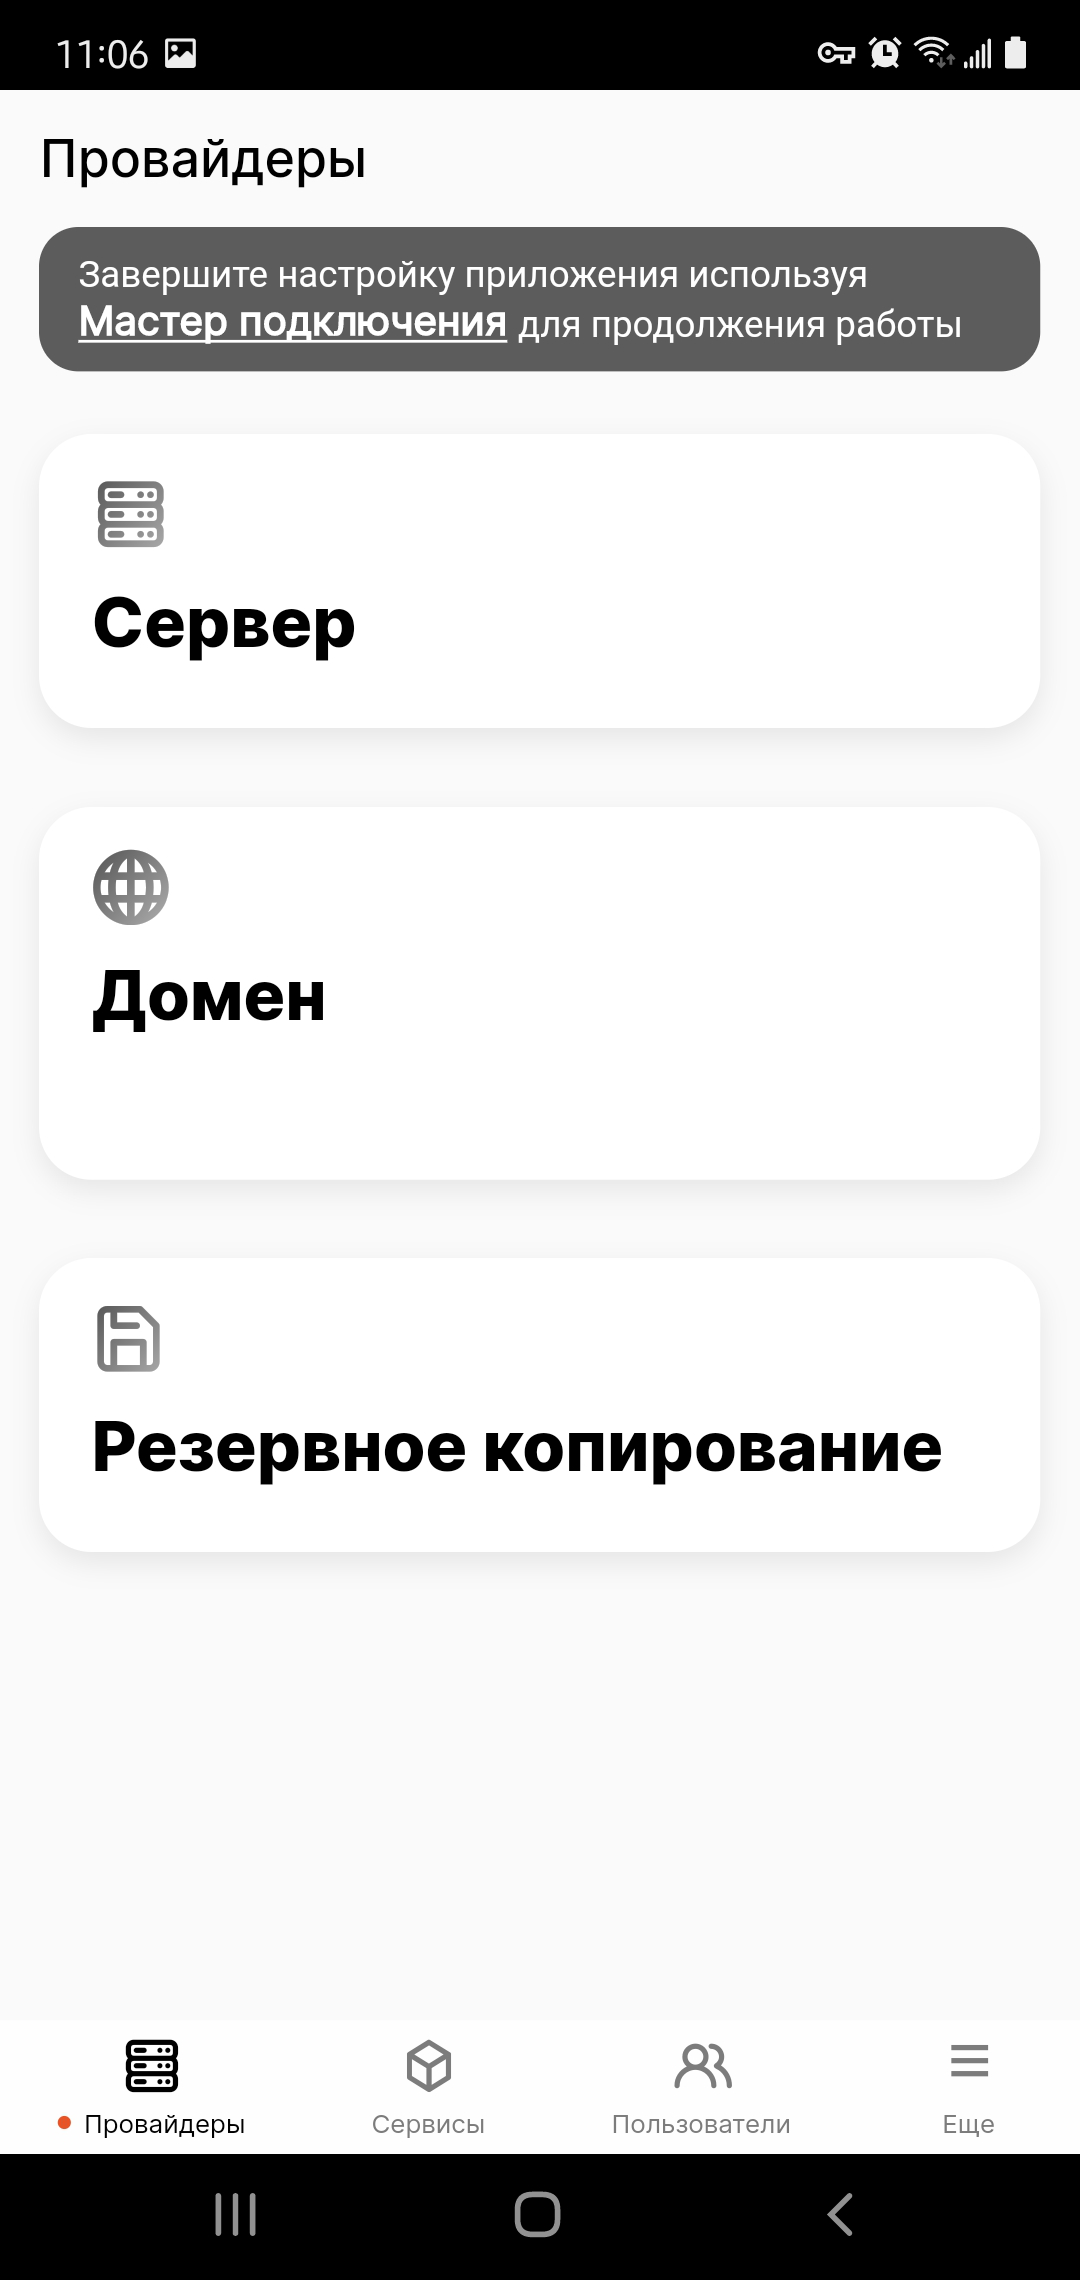 11:06
Провайдеры
Завершите настройку приложения используя
Мастер подключения для продолжения работы
Сервер
Домен
Резервное копирование
Провайдеры
Сервисы
Пользователи
Еще